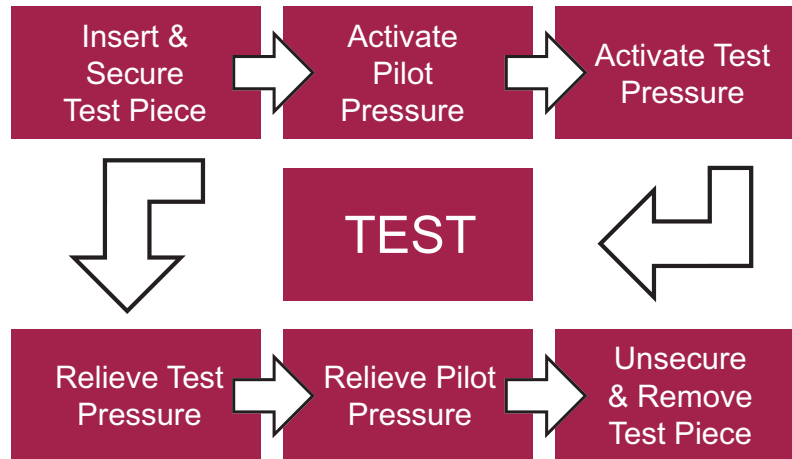 Insert &
Secure
Test Piece
Activate
Pilot
Pressure
Activate Test
Pressure
TEST
Relieve Test
Pressure
Relieve Pilot
Pressure
Unsecure
& Remove
Test Piece